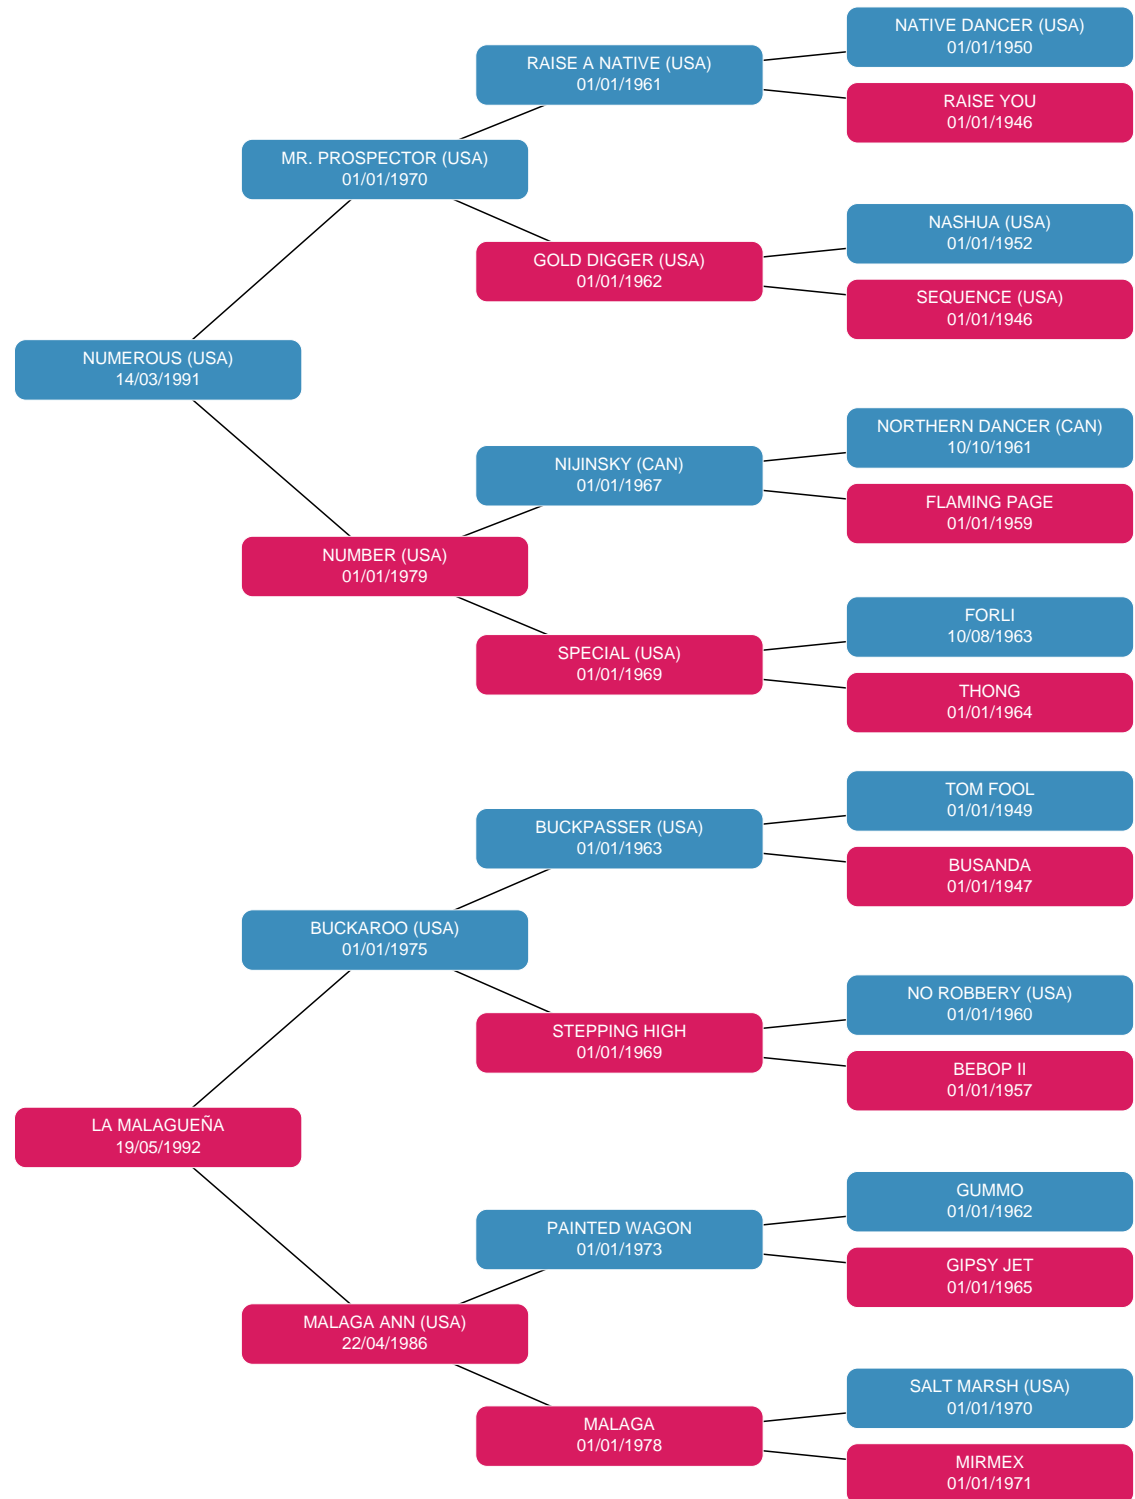 NATIVE DANCER (USA)
01/01/1950
RAISE A NATIVE (USA)
01/01/1961
RAISE YOU
01/01/1946
MR. PROSPECTOR (USA)
01/01/1970
NASHUA (USA)
01/01/1952
GOLD DIGGER (USA)
01/01/1962
SEQUENCE (USA)
01/01/1946
NUMEROUS (USA)
14/03/1991
NORTHERN DANCER (CAN)
10/10/1961
NIJINSKY (CAN)
01/01/1967
FLAMING PAGE
01/01/1959
NUMBER (USA)
01/01/1979
FORLI
10/08/1963
SPECIAL (USA)
01/01/1969
THONG
01/01/1964
TOM FOOL
01/01/1949
BUCKPASSER (USA)
01/01/1963
BUSANDA
01/01/1947
BUCKAROO (USA)
01/01/1975
NO ROBBERY (USA)
01/01/1960
STEPPING HIGH
01/01/1969
BEBOP II
01/01/1957
LA MALAGUEÑA
19/05/1992
GUMMO
01/01/1962
PAINTED WAGON
01/01/1973
GIPSY JET
01/01/1965
MALAGA ANN (USA)
22/04/1986
SALT MARSH (USA)
01/01/1970
MALAGA
01/01/1978
MIRMEX
01/01/1971